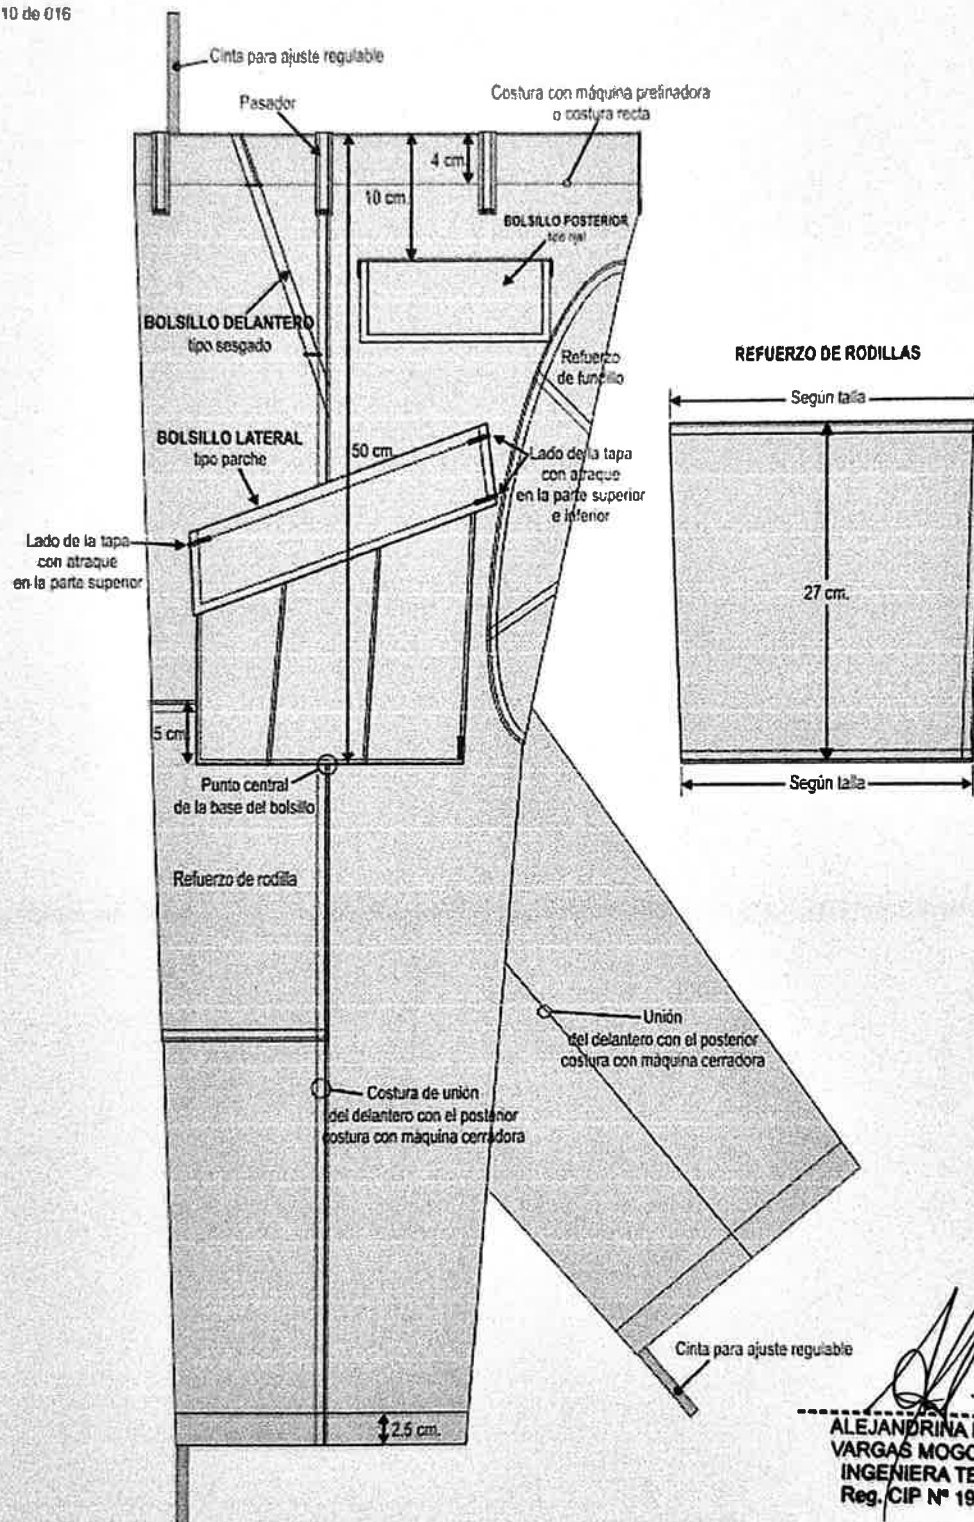 10 de 016
Cinta para ajuste regulable
Pasador
Costura con máquina pretinadora
o costura recta
4 cm.
10 cm.
BOLSILLO POSTERIOR
tipo ojal
BOLSILLO DELANTERO
tipo sesgado
Refuerzo
de fundillo
REFUERZO DE RODILLAS
Según talla
BOLSILLO LATERAL
tipo parche
50 cm.
Lado de la tapa
con atraque
en la parte superior
e inferior
Lado de la tapa
con atraque
en la parte superior
27 cm.
5 cm.
Punto central
de la base del bolsillo
Según talla
Refuerzo de rodilla
Unión
del delantero con el posterior
costura con máquina cerradora
Costura de unión
del delantero con el posterior
costura con máquina cerradora
Cinta para ajuste regulable
2.5 cm.
ALEJANDRINA
VARGAS MOGO
INGENIERA TE
Reg. CIP Nº 19